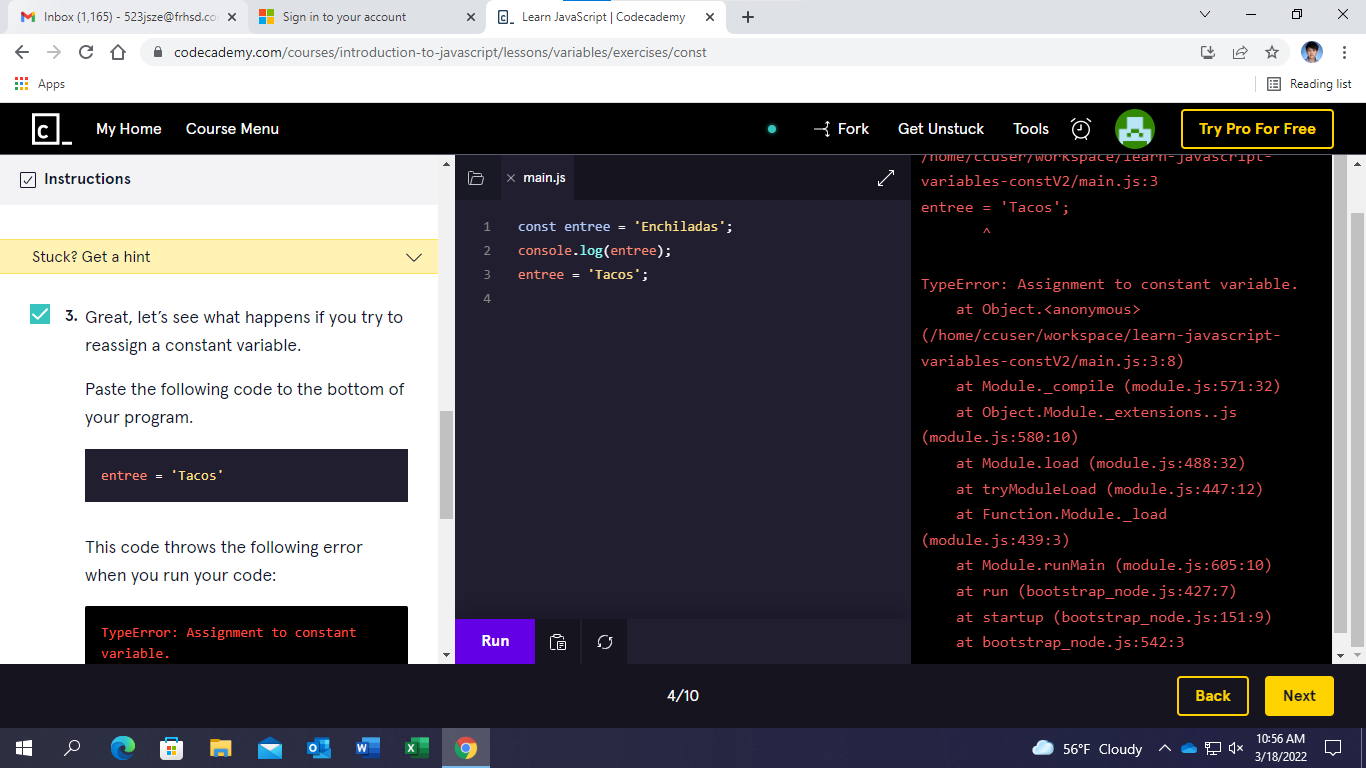 Inbox (1,165) - 523jsze@frhsd.co
Sign in to your account
Learn JavaScript | Codecademy
codecademy.com/courses/introduction-to-javascript/lessons/variables/exercises/const
Apps
Reading list
c
My Home
Course Menu
Fork
Get Unstuck
Tools
Try Pro For Free
Instructions
Stuck? Get a hint
3. Great, let’s see what happens if you try to
reassign a constant variable.
Paste the following code to the bottom of
your program.
entree = 'Tacos'
This code throws the following error
when you run your code:
TypeError: Assignment to constant
variable.
main.js
1 const entree = 'Enchiladas';
2 console.log(entree);
3 entree = 'Tacos';
4
Run
/home/ccuser/workspace/learn-javascript-
variables-constV2/main.js:3
entree = 'Tacos';
^
TypeError: Assignment to constant variable.
at Object.<anonymous>
(/home/ccuser/workspace/learn-javascript-
variables-constV2/main.js:3:8)
at Module._compile (module.js:571:32)
at Object.Module._extensions..js
(module.js:580:10)
at Module.load (module.js:488:32)
at tryModuleLoad (module.js:447:12)
at Function.Module._load
(module.js:439:3)
at Module.runMain (module.js:605:10)
at run (bootstrap_node.js:427:7)
at startup (bootstrap_node.js:151:9)
at bootstrap_node.js:542:3
4/10
Back
Next
56°F Cloudy
10:56 AM
3/18/2022